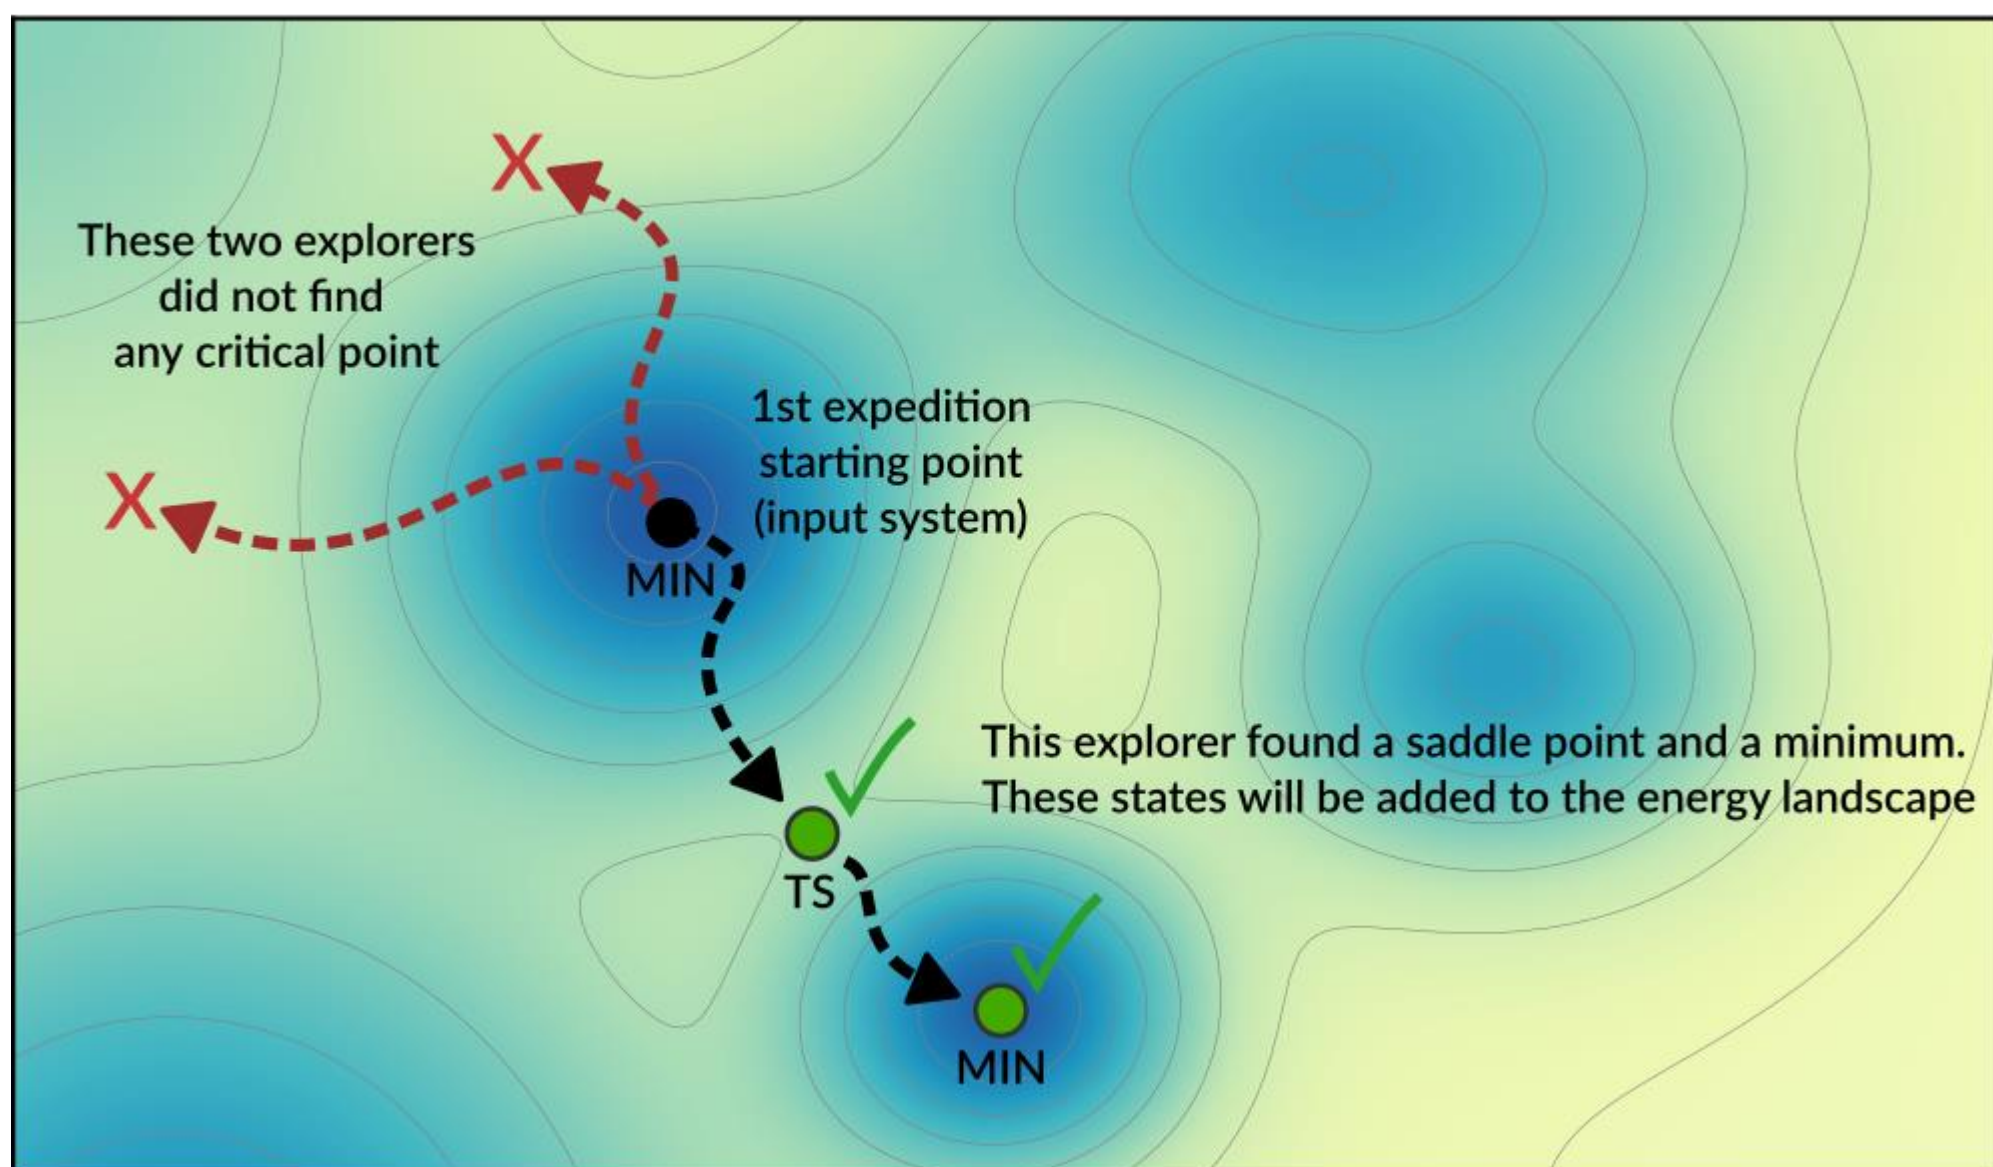 X
These two explorers
did not find
any critical point
1st expedition
starting point
(input system)
X
MIN
This explorer found a saddle point and a minimum.
These states will be added to the energy landscape
TS
MIN